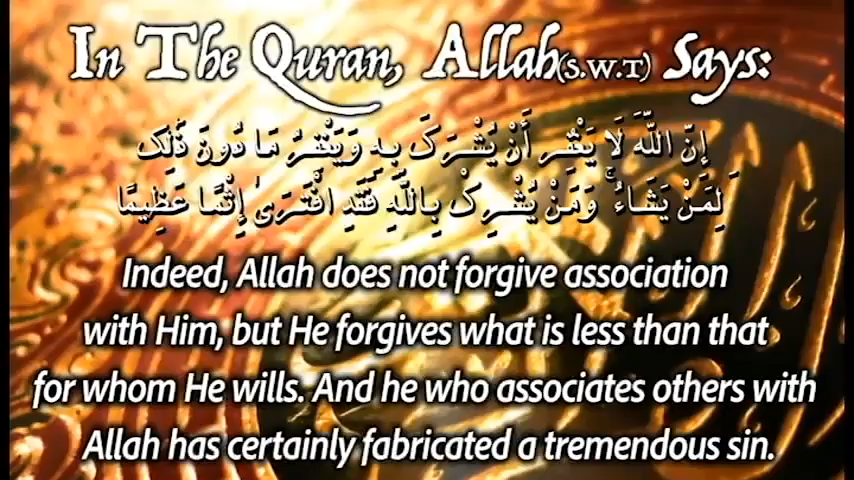 In The Quran, Allah(S.W.T) Says:
إِنَّ اللَّهَ لَا يَغْفِرُ أَنْ يُشْرَكَ بِهِ وَيَغْفِرُ مَا دُونَ ذَٰلِكَ
لِمَنْ يَشَاءُ ۚ وَمَنْ يُشْرِكْ بِاللَّهِ فَقَدِ افْتَرَىٰ إِثْمًا عَظِيمًا
Indeed, Allah does not forgive association
with Him, but He forgives what is less than that
for whom He wills. And he who associates others with
Allah has certainly fabricated a tremendous sin.